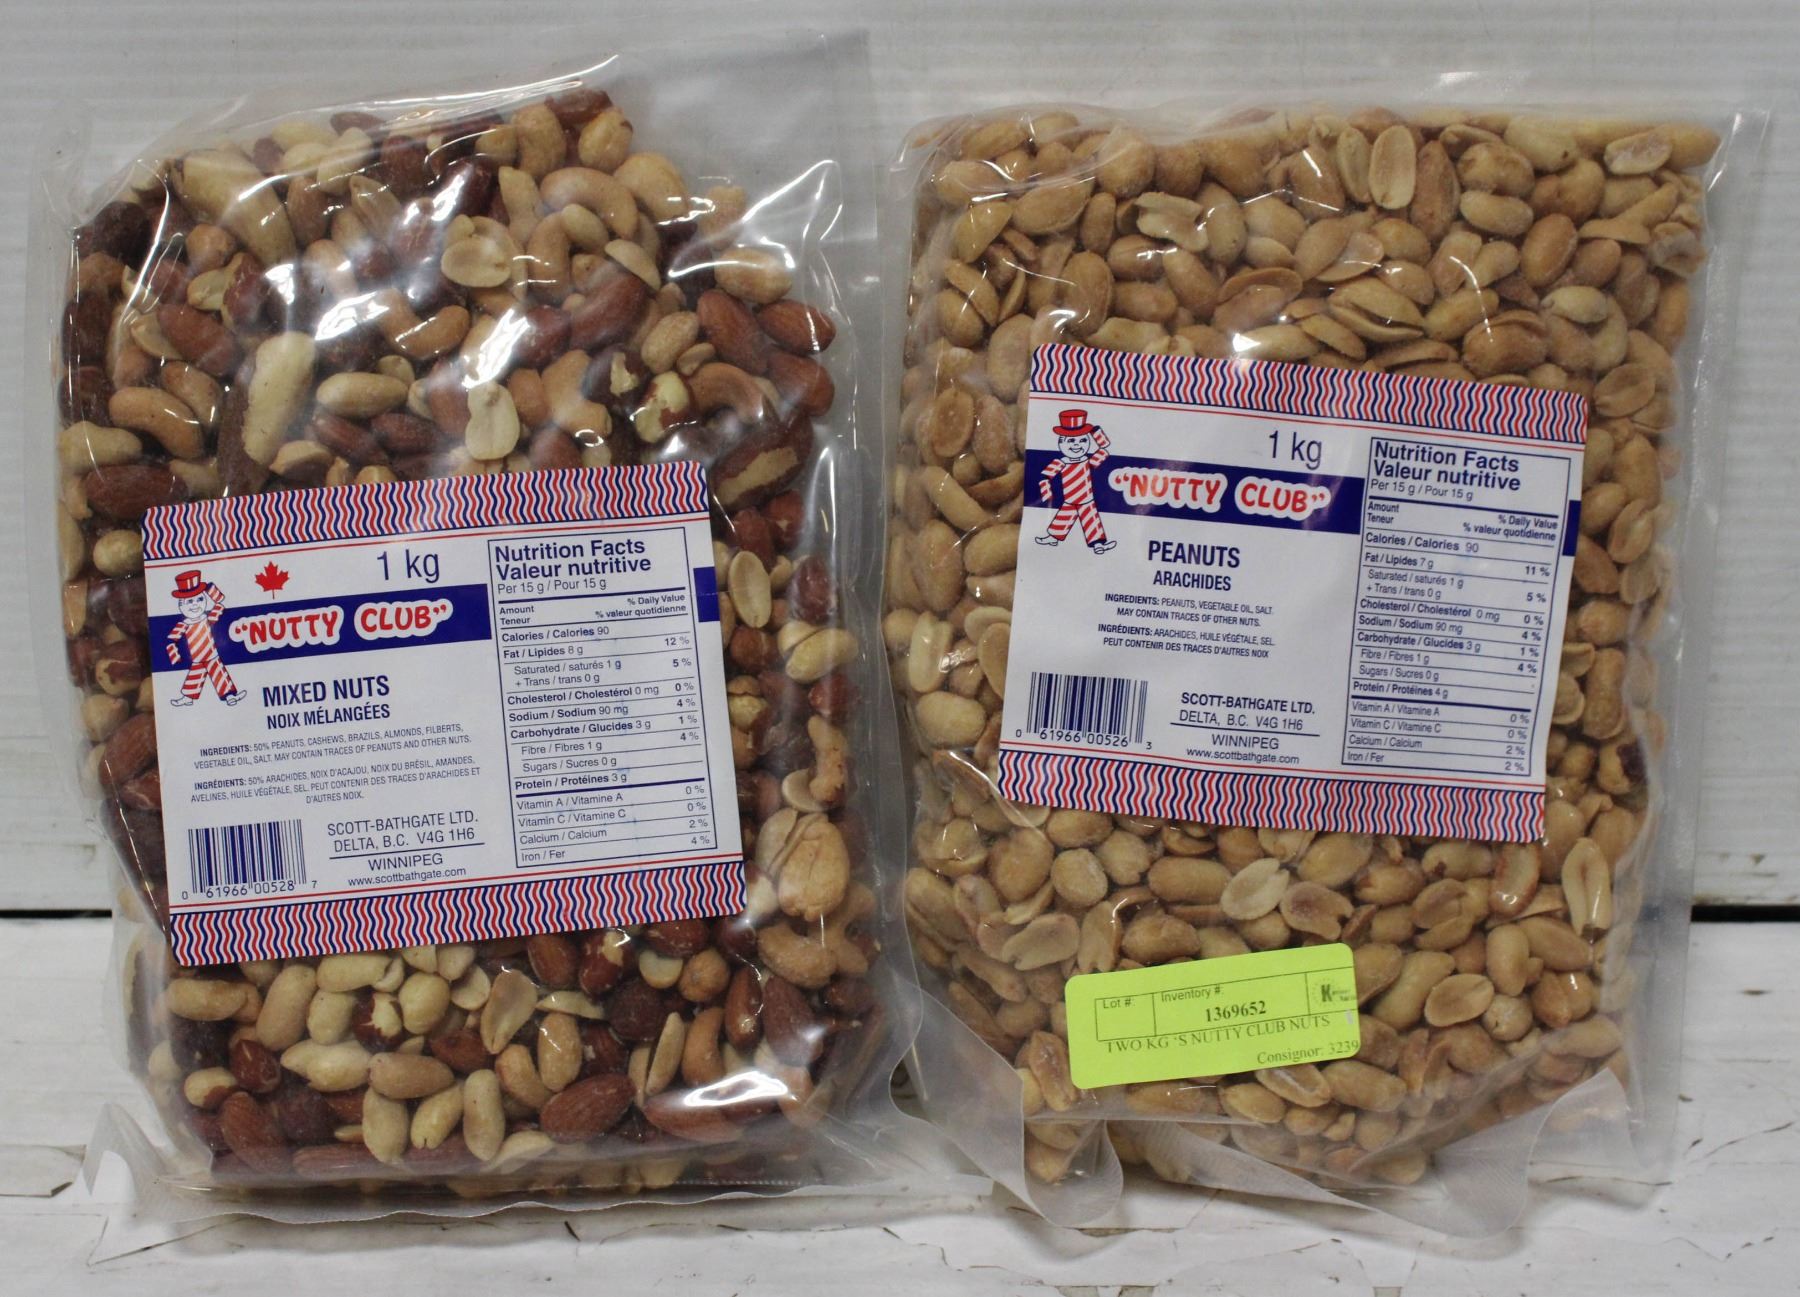 1 kg
"NUTTY CLUB"
MIXED NUTS
NOIX MÉLANGÉES
INGREDIENTS: 50% PEANUTS, CASHEWS, BRAZILS, ALMONDS, FILBERTS,
VEGETABLE OIL, SALT. MAY CONTAIN TRACES OF PEANUTS AND OTHER NUTS.
INGRÉDIENTS: 50% ARACHIDES, NOIX D'ACAJOU, NOIX DU BRÉSIL, AMANDES,
AVELINES, HUILE VÉGÉTALE, SEL. PEUT CONTENIR DES TRACES D'ARACHIDES ET
D'AUTRES NOIX.
SCOTT-BATHGATE LTD.
DELTA, B.C. V4G 1H6
WINNIPEG
www.scottbathgate.com
0 61966 00528 7
Nutrition Facts
Valeur nutritive
Per 15 g / Pour 15 g
Amount % Daily Value
Teneur % valeur quotidienne
Calories / Calories 90
Fat / Lipides 8 g 12 %
Saturated / saturés 1 g 5 %
+ Trans / trans 0 g
Cholesterol / Cholestérol 0 mg 0 %
Sodium / Sodium 90 mg 4 %
Carbohydrate / Glucides 3 g 1 %
Fibre / Fibres 1 g 4 %
Sugars / Sucres 0 g
Protein / Protéines 3 g
Vitamin A / Vitamine A 0 %
Vitamin C / Vitamine C 0 %
Calcium / Calcium 2 %
Iron / Fer 4 %
1 kg
"NUTTY CLUB"
PEANUTS
ARACHIDES
INGREDIENTS: PEANUTS, VEGETABLE OIL, SALT.
MAY CONTAIN TRACES OF OTHER NUTS.
INGRÉDIENTS: ARACHIDES, HUILE VÉGÉTALE, SEL.
PEUT CONTENIR DES TRACES D'AUTRES NOIX
SCOTT-BATHGATE LTD.
DELTA, B.C. V4G 1H6
WINNIPEG
www.scottbathgate.com
0 61966 00526 3
Nutrition Facts
Valeur nutritive
Per 15 g / Pour 15 g
Amount % Daily Value
Teneur % valeur quotidienne
Calories / Calories 90
Fat / Lipides 7 g 11 %
Saturated / saturés 1 g 5 %
+ Trans / trans 0 g
Cholesterol / Cholestérol 0 mg 0 %
Sodium / Sodium 90 mg 4 %
Carbohydrate / Glucides 3 g 1 %
Fibre / Fibres 1 g 4 %
Sugars / Sucres 0 g
Protein / Protéines 4 g
Vitamin A / Vitamine A 0 %
Vitamin C / Vitamine C 0 %
Calcium / Calcium 2 %
Iron / Fer 2 %
Lot #: Inventory #:
1369652
TWO KG 'S NUTTY CLUB NUTS
Consignor: 3239